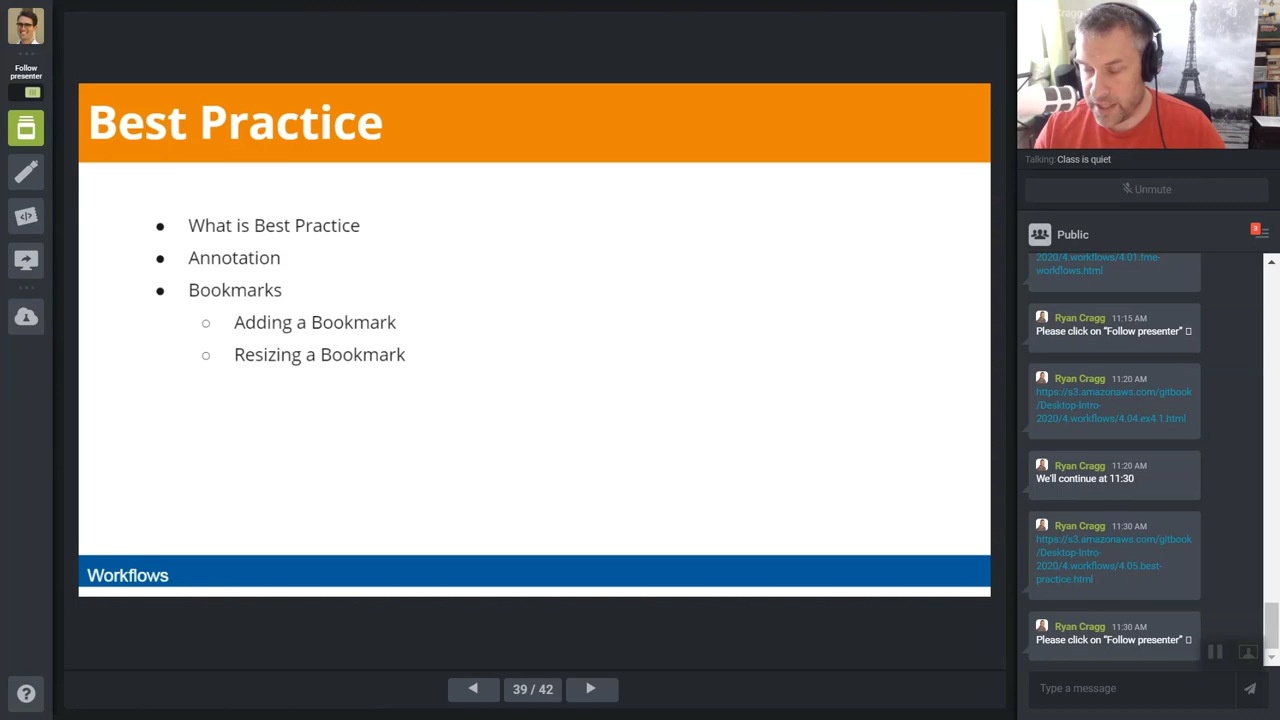 Follow
presenter
Best Practice
What is Best Practice
Annotation
Bookmarks
Adding a Bookmark
Resizing a Bookmark
Workflows
39 / 42
Cragg
Talking: Class is quiet
Unmute
3
Public
2020/4.workflows/4.01.fme-
workflows.html
Ryan Cragg 11:15 AM
Please click on “Follow presenter”
Ryan Cragg 11:20 AM
https://s3.amazonaws.com/gitbook
/Desktop-Intro-
2020/4.workflows/4.04.ex4.1.html
Ryan Cragg 11:20 AM
We'll continue at 11:30
Ryan Cragg 11:30 AM
https://s3.amazonaws.com/gitbook
/Desktop-Intro-
2020/4.workflows/4.05.best-
practice.html
Ryan Cragg 11:30 AM
Please click on “Follow presenter”
Type a message